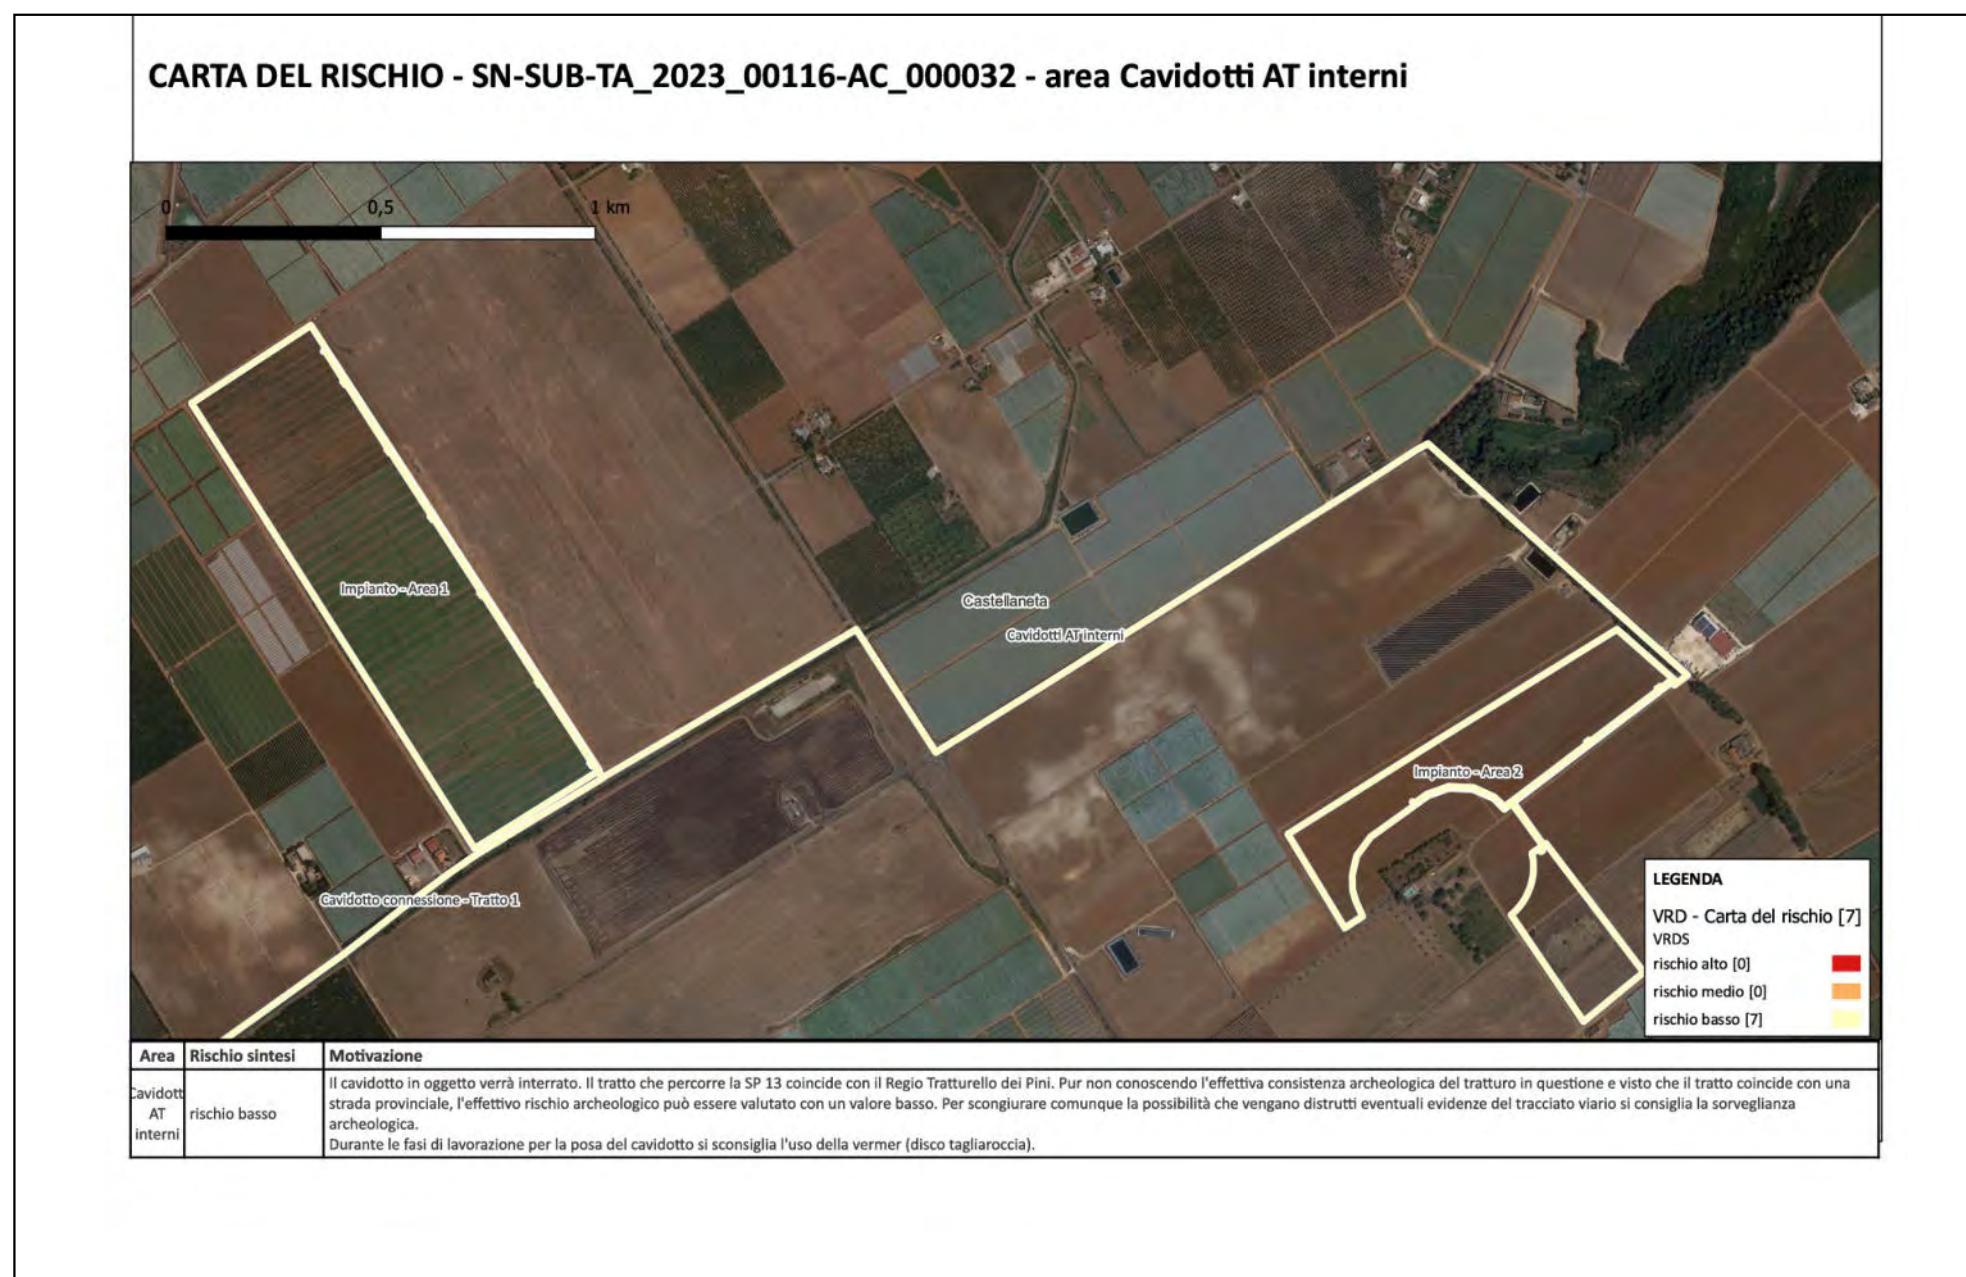 CARTA DEL RISCHIO - SN-SUB-TA_2023_00116-AC_000032 - area Cavidotti AT interni
0 0,5 1 km
Impianto - Area 1
Castellaneta
Cavidotti AT interni
Impianto - Area 2
Cavidotto connessione - Tratto 1
LEGENDA
VRD - Carta del rischio [7]
VRDS
rischio alto [0]
rischio medio [0]
rischio basso [7]
Area Rischio sintesi Motivazione
Cavidotti
AT
interni
rischio basso
Il cavidotto in oggetto verrà interrato. Il tratto che percorre la SP 13 coincide con il Regio Tratturello dei Pini. Pur non conoscendo l'effettiva consistenza archeologica del tratturo in questione e visto che il tratto coincide con una
strada provinciale, l'effettivo rischio archeologico può essere valutato con un valore basso. Per scongiurare comunque la possibilità che vengano distrutti eventuali evidenze del tracciato viario si consiglia la sorveglianza
archeologica.
Durante le fasi di lavorazione per la posa del cavidotto si sconsiglia l'uso della vermer (disco tagliaroccia).